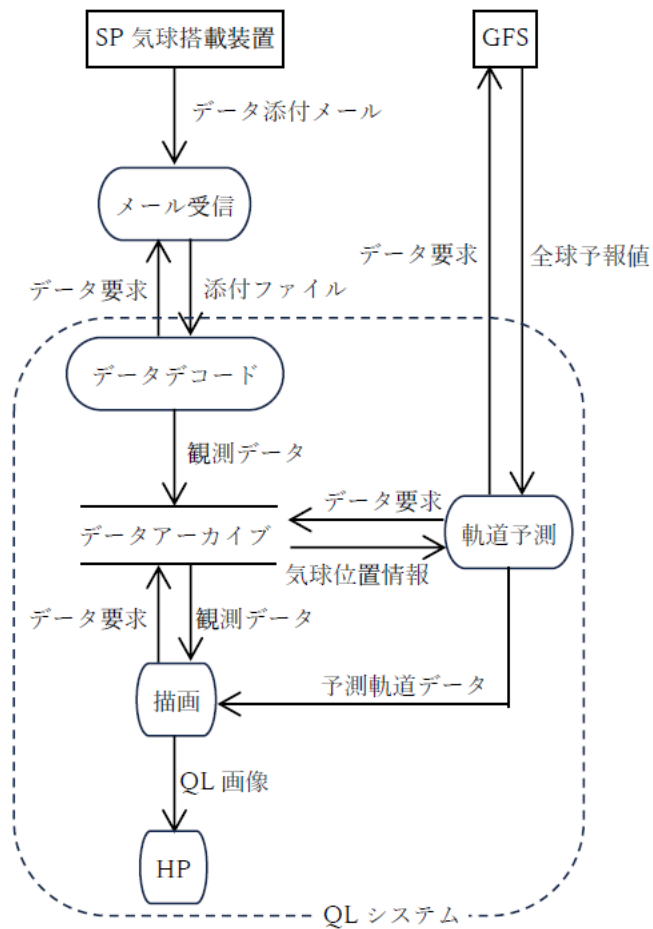 SP 気球搭載装置
GFS
データ添付メール
メール受信
データ要求
全球予報値
データ要求
添付ファイル
データデコード
観測データ
データ要求
データアーカイブ
軌道予測
気球位置情報
データ要求
観測データ
予測軌道データ
描画
QL 画像
HP
QL システム